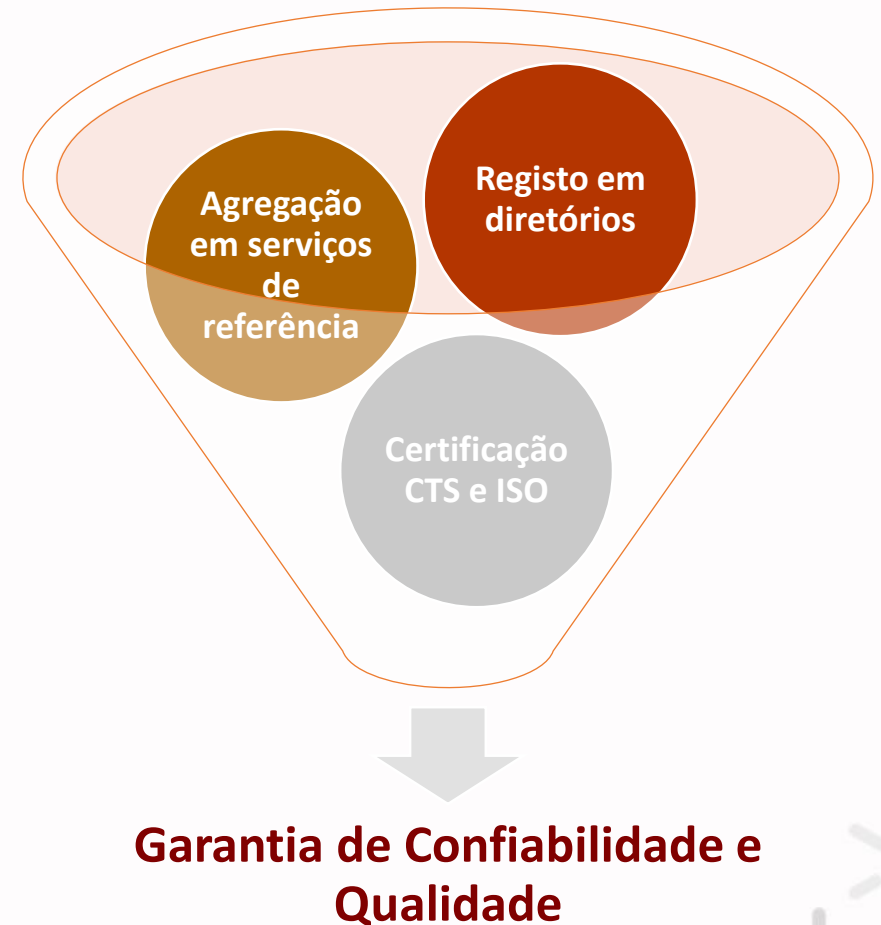 Registo em
diretórios
Agregação
em serviços
de
referência
Certificação
CTS e ISO
Garantia de Confiabilidade e
Qualidade